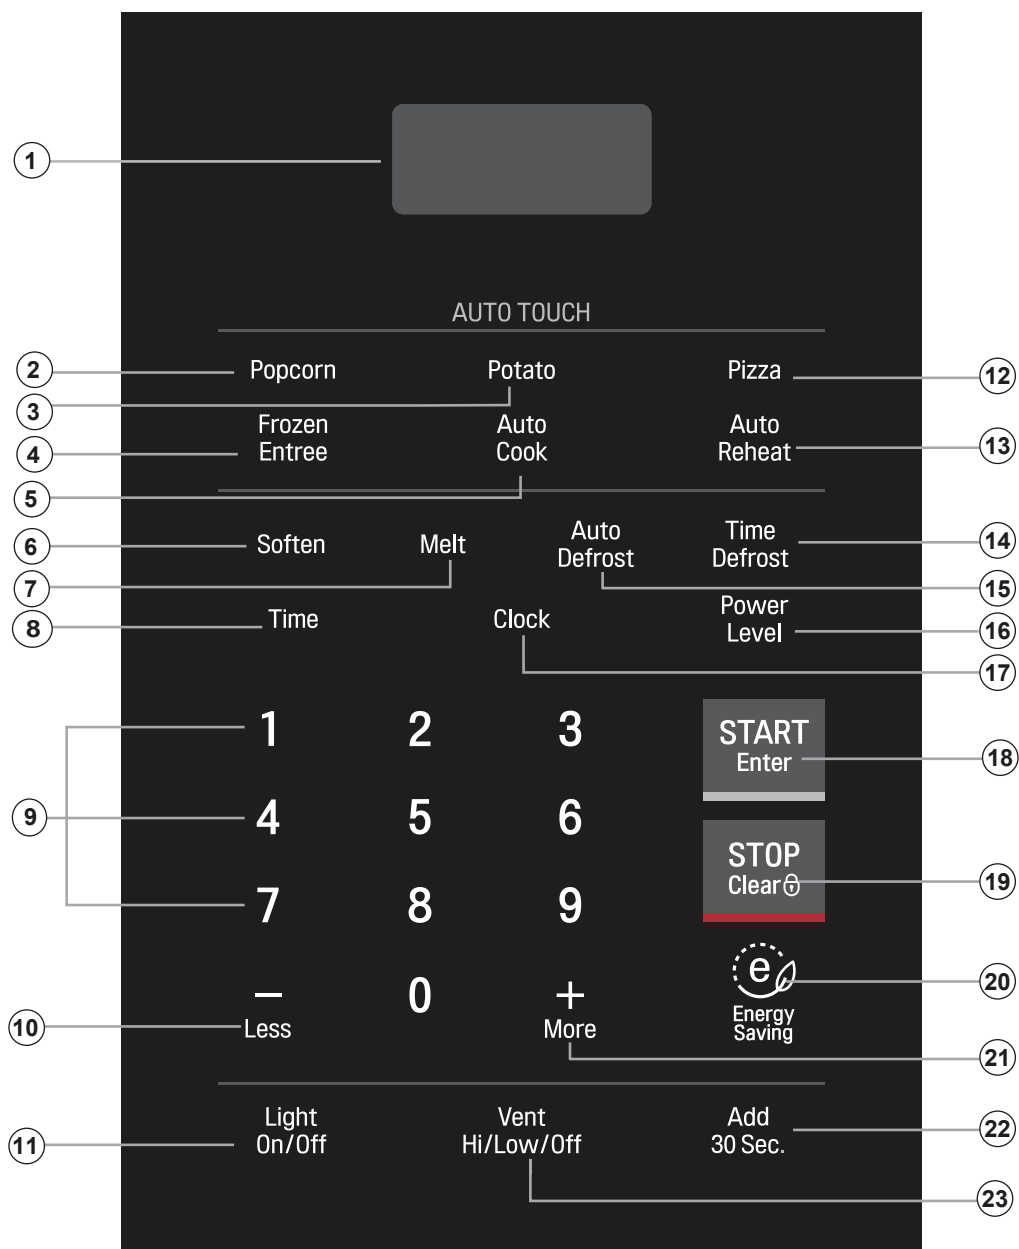 1
AUTO TOUCH
2
Popcorn
Potato
Pizza
12
3
Frozen
Entree
Auto
Cook
Auto
Reheat
4
13
5
6
Soften
Melt
Auto
Defrost
Time
Defrost
14
7
15
8
Time
Clock
Power
Level
16
17
1 2 3
START
Enter
18
9
4 5 6
STOP
Clear
19
7 8 9
e
Energy
Saving
20
10
−
Less
0
+
More
21
11
Light
On/Off
Vent
Hi/Low/Off
Add
30 Sec.
22
23